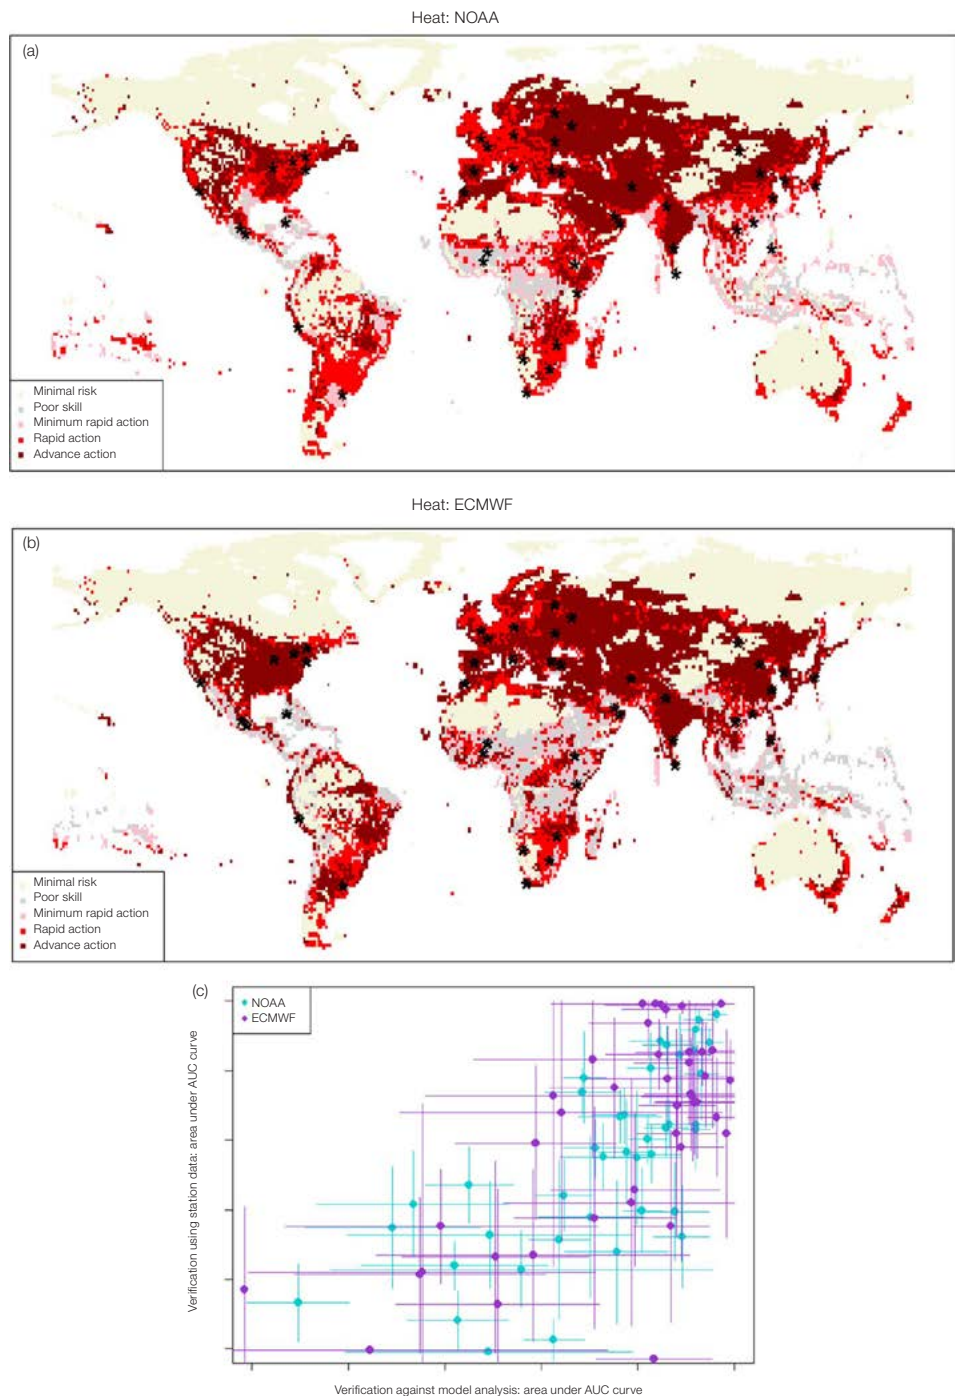 Heat: NOAA
(a)
Minimal risk
Poor skill
Minimum rapid action
Rapid action
Advance action
Heat: ECMWF
(b)
Minimal risk
Poor skill
Minimum rapid action
Rapid action
Advance action
(c)
NOAA
ECMWF
Verification using station data: area under AUC curve
Verification against model analysis: area under AUC curve